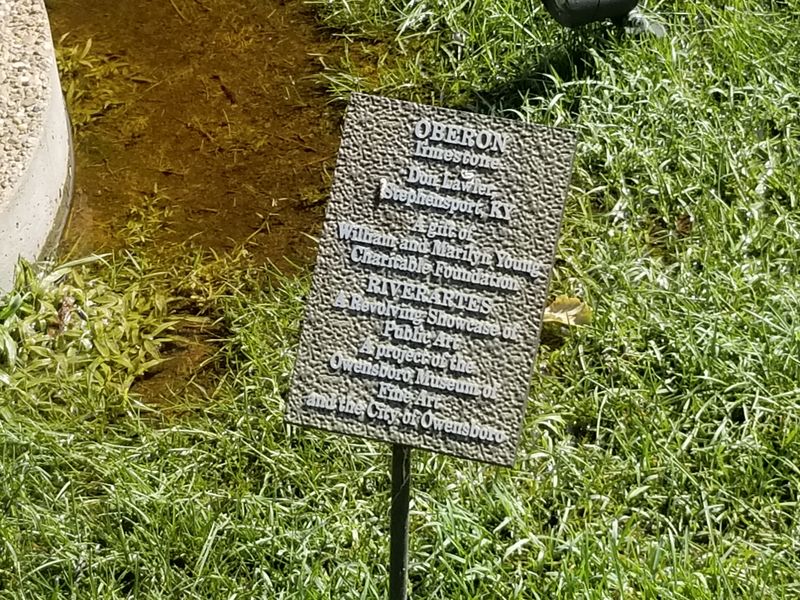 OBERON
limestone
Don Lawler
Stephensport, KY
A gift of
William and Marilyn Young
Charitable Foundation
RIVERARTES
A Revolving Showcase of
Public Art
A project of the
Owensboro Museum of
Fine Art
and the City of Owensboro